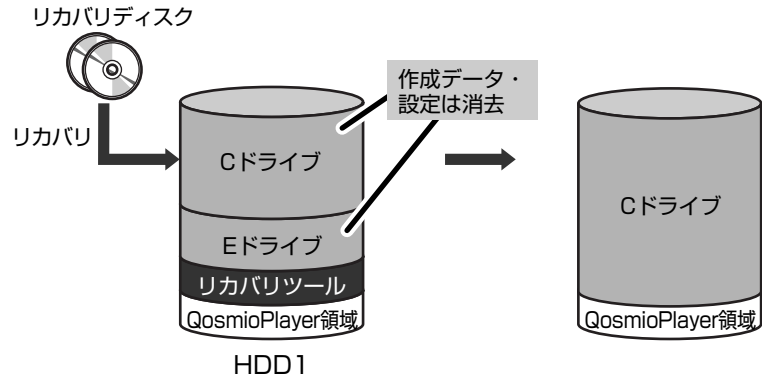 リカバリディスク
リカバリ
作成データ・
設定は消去
Cドライブ
Eドライブ
リカバリツール
QosmioPlayer領域
HDD1
Cドライブ
QosmioPlayer領域